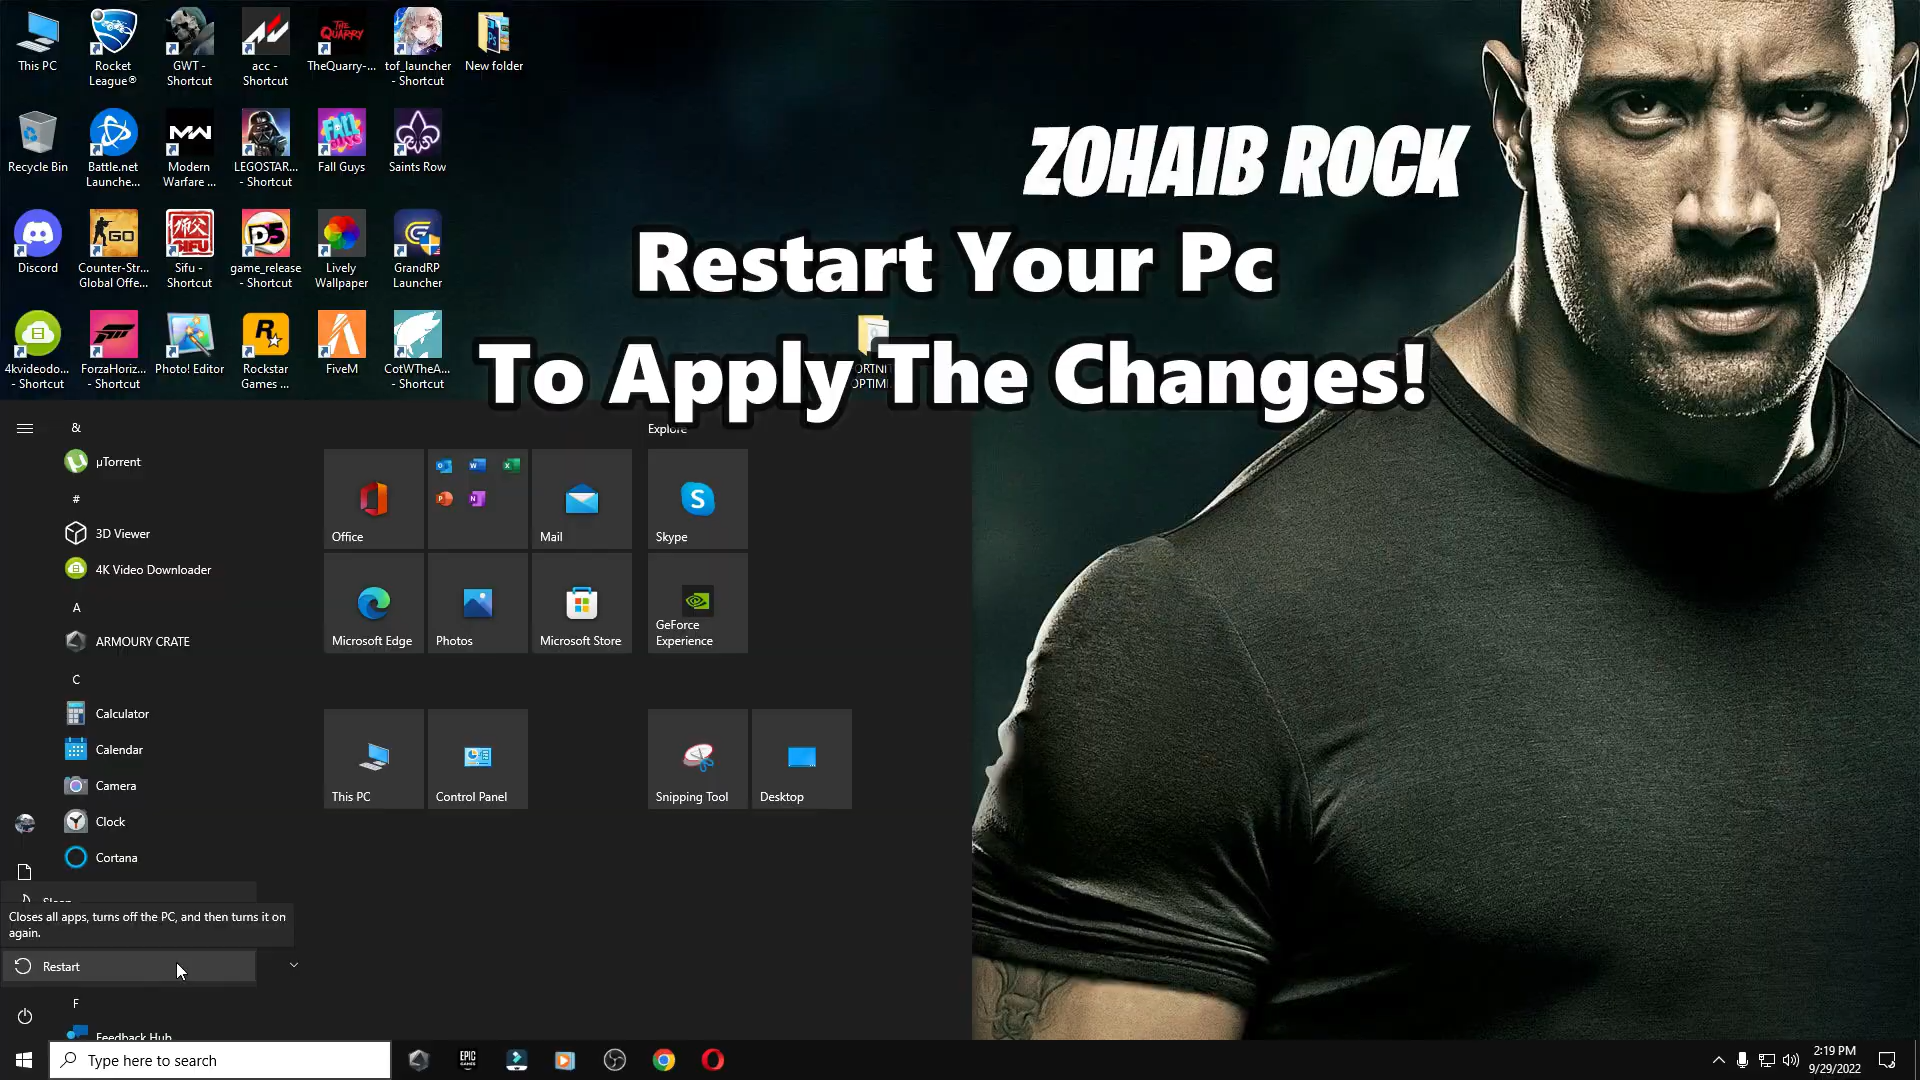 This PC
Rocket
League®
GWT -
Shortcut
acc -
Shortcut
TheQuarry-...
tof_launcher
- Shortcut
New folder
Recycle Bin
Battle.net
Launche...
Modern
Warfare ...
LEGOSTAR...
- Shortcut
Fall Guys
Saints Row
Discord
Counter-Str...
Global Offe...
Sifu -
Shortcut
game_release
- Shortcut
Lively
Wallpaper
GrandRP
Launcher
4kvideodo...
- Shortcut
ForzaHoriz...
- Shortcut
Photo! Editor
Rockstar
Games ...
FiveM
CotWTheA...
- Shortcut
ZOHAIB ROCK
Restart Your Pc
To Apply The Changes!
&
µTorrent
#
3D Viewer
4K Video Downloader
A
ARMOURY CRATE
C
Calculator
Calendar
Camera
Clock
Cortana
Sleep
Closes all apps, turns off the PC, and then turns it on
again.
Restart
F
Feedback Hub
Explore
Office
Mail
Skype
Microsoft Edge
Photos
Microsoft Store
GeForce
Experience
This PC
Control Panel
Snipping Tool
Desktop
Type here to search
EPIC
GAMES
2:19 PM
9/29/2022